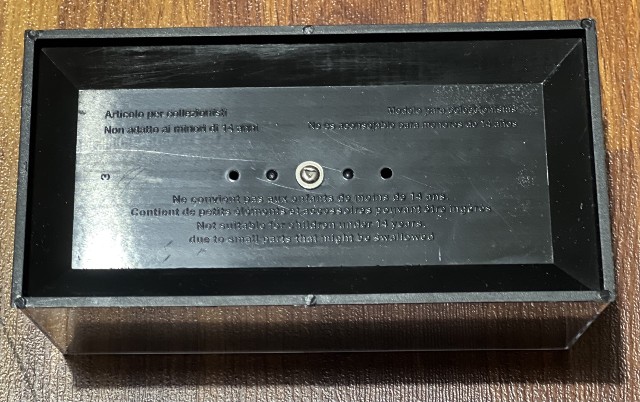 Articolo per collezionisti
Non adatto ai minori di 14 anni
Modelo para coleccionistas
No es aconsejable para menores de 14 años
3
Ne convient pas aux enfants de moins de 14 ans.
Contient de petits éléments et accessoires pouvant être ingérés.
Not suitable for children under 14 years,
due to small parts that might be swallowed